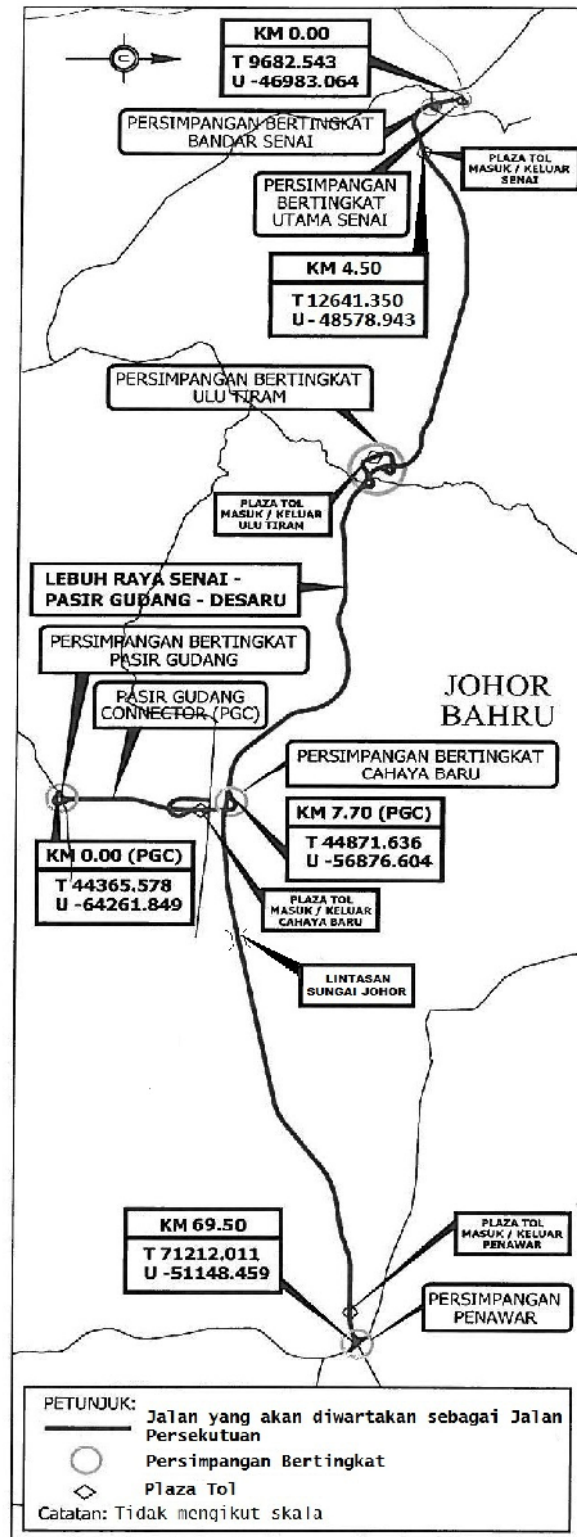 KM 0.00
T 9682.543
U -46983.064
PERSIMPANGAN BERTINGKAT
BANDAR SENAI
PLAZA TOL
MASUK / KELUAR
SENAI
PERSIMPANGAN
BERTINGKAT
UTAMA SENAI
KM 4.50
T 12641.350
U - 48578.943
PERSIMPANGAN BERTINGKAT
ULU TIRAM
PLAZA TOL
MASUK / KELUAR
ULU TIRAM
LEBUH RAYA SENAI -
PASIR GUDANG - DESARU
PERSIMPANGAN BERTINGKAT
PASIR GUDANG
PASIR GUDANG
CONNECTOR (PGC)
JOHOR
BAHRU
PERSIMPANGAN BERTINGKAT
CAHAYA BARU
KM 7.70 (PGC)
T 44871.636
U -56876.604
KM 0.00 (PGC)
T 44365.578
U -64261.849
PLAZA TOL
MASUK / KELUAR
CAHAYA BARU
LINTASAN
SUNGAI JOHOR
KM 69.50
T 71212.011
U -51148.459
PLAZA TOL
MASUK / KELUAR
PENAWAR
PERSIMPANGAN
PENAWAR
PETUNJUK:
Jalan yang akan diwartakan sebagai Jalan
Persekutuan
Persimpangan Bertingkat
Plaza Tol
Catatan: Tidak mengikut skala